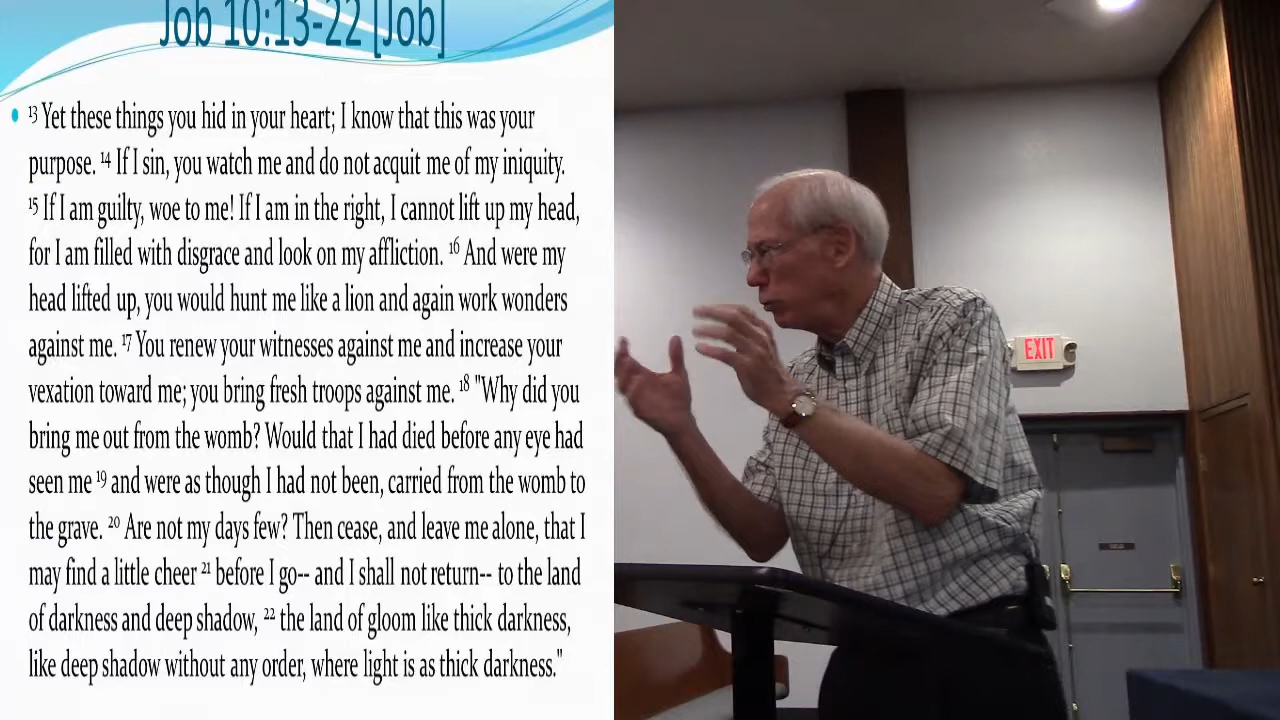 Job 10:13-22 [Job]
• ¹³ Yet these things you hid in your heart; I know that this was your
purpose. ¹⁴ If I sin, you watch me and do not acquit me of my iniquity.
¹⁵ If I am guilty, woe to me! If I am in the right, I cannot lift up my head,
for I am filled with disgrace and look on my affliction. ¹⁶ And were my
head lifted up, you would hunt me like a lion and again work wonders
against me. ¹⁷ You renew your witnesses against me and increase your
vexation toward me; you bring fresh troops against me. ¹⁸ "Why did you
bring me out from the womb? Would that I had died before any eye had
seen me ¹⁹ and were as though I had not been, carried from the womb to
the grave. ²⁰ Are not my days few? Then cease, and leave me alone, that I
may find a little cheer ²¹ before I go-- and I shall not return-- to the land
of darkness and deep shadow, ²² the land of gloom like thick darkness,
like deep shadow without any order, where light is as thick darkness."
EXIT